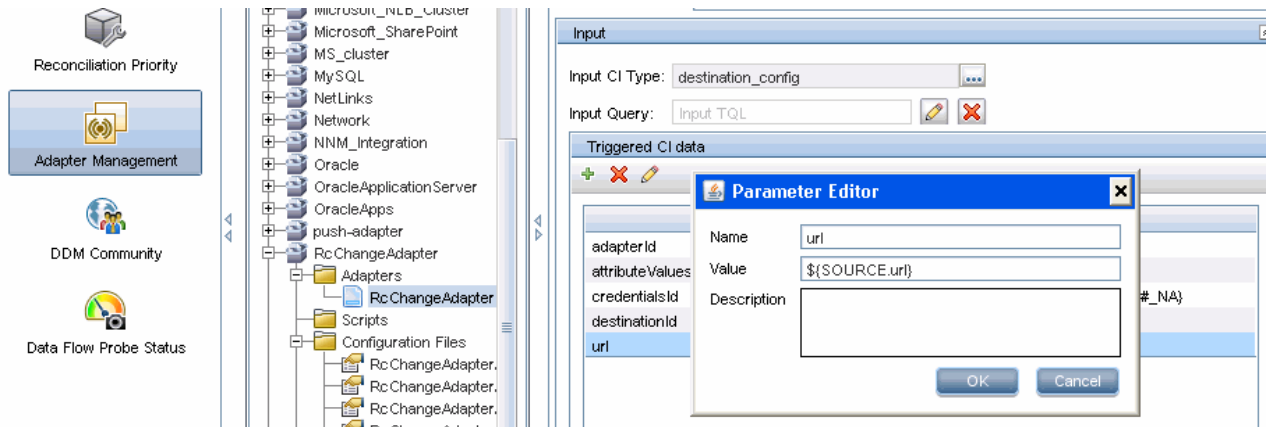 Reconciliation Priority
Adapter Management
DDM Community
Data Flow Probe Status
Microsoft_NLB_Cluster
Microsoft_SharePoint
MS_cluster
MySQL
NetLinks
Network
NNM_Integration
Oracle
OracleApplicationServer
OracleApps
push-adapter
RcChangeAdapter
Adapters
RcChangeAdapter
Scripts
Configuration Files
RcChangeAdapter.
RcChangeAdapter.
RcChangeAdapter.
Input
Input CI Type: destination_config ...
Input Query: Input TQL
Triggered CI data
adapterId
attributeValues
credentialsId #_NA}
destinationId
url
Parameter Editor
Name url
Value ${SOURCE.url}
Description
OK Cancel